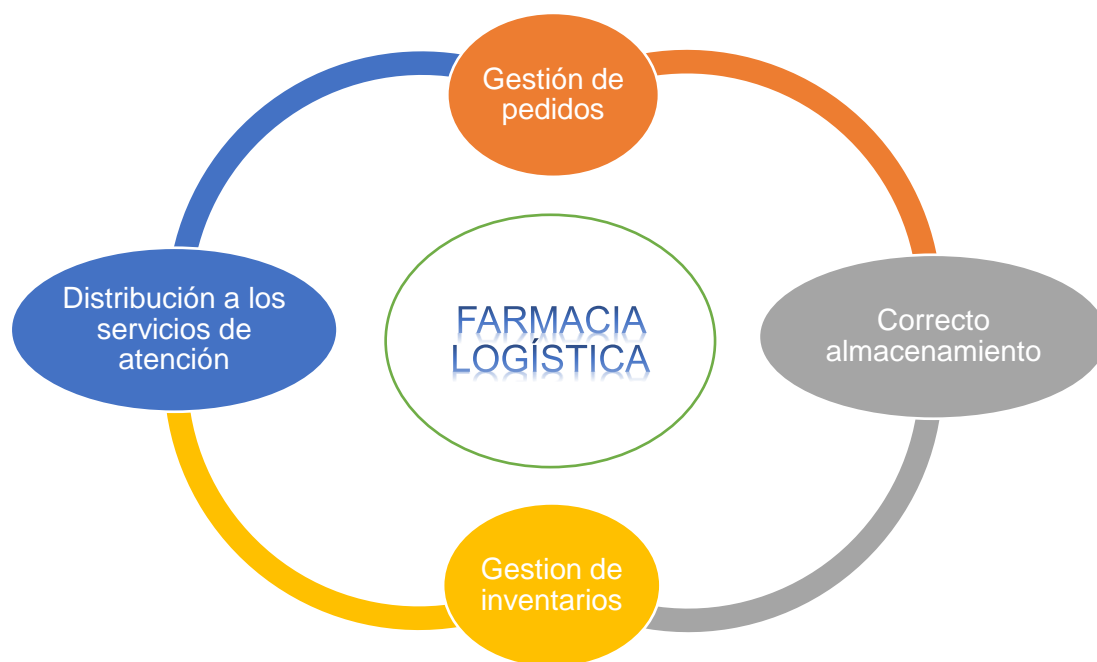 Gestión de
pedidos
Distribución a los
servicios de
atención
FARMACIA
LOGÍSTICA
Correcto
almacenamiento
Gestion de
inventarios